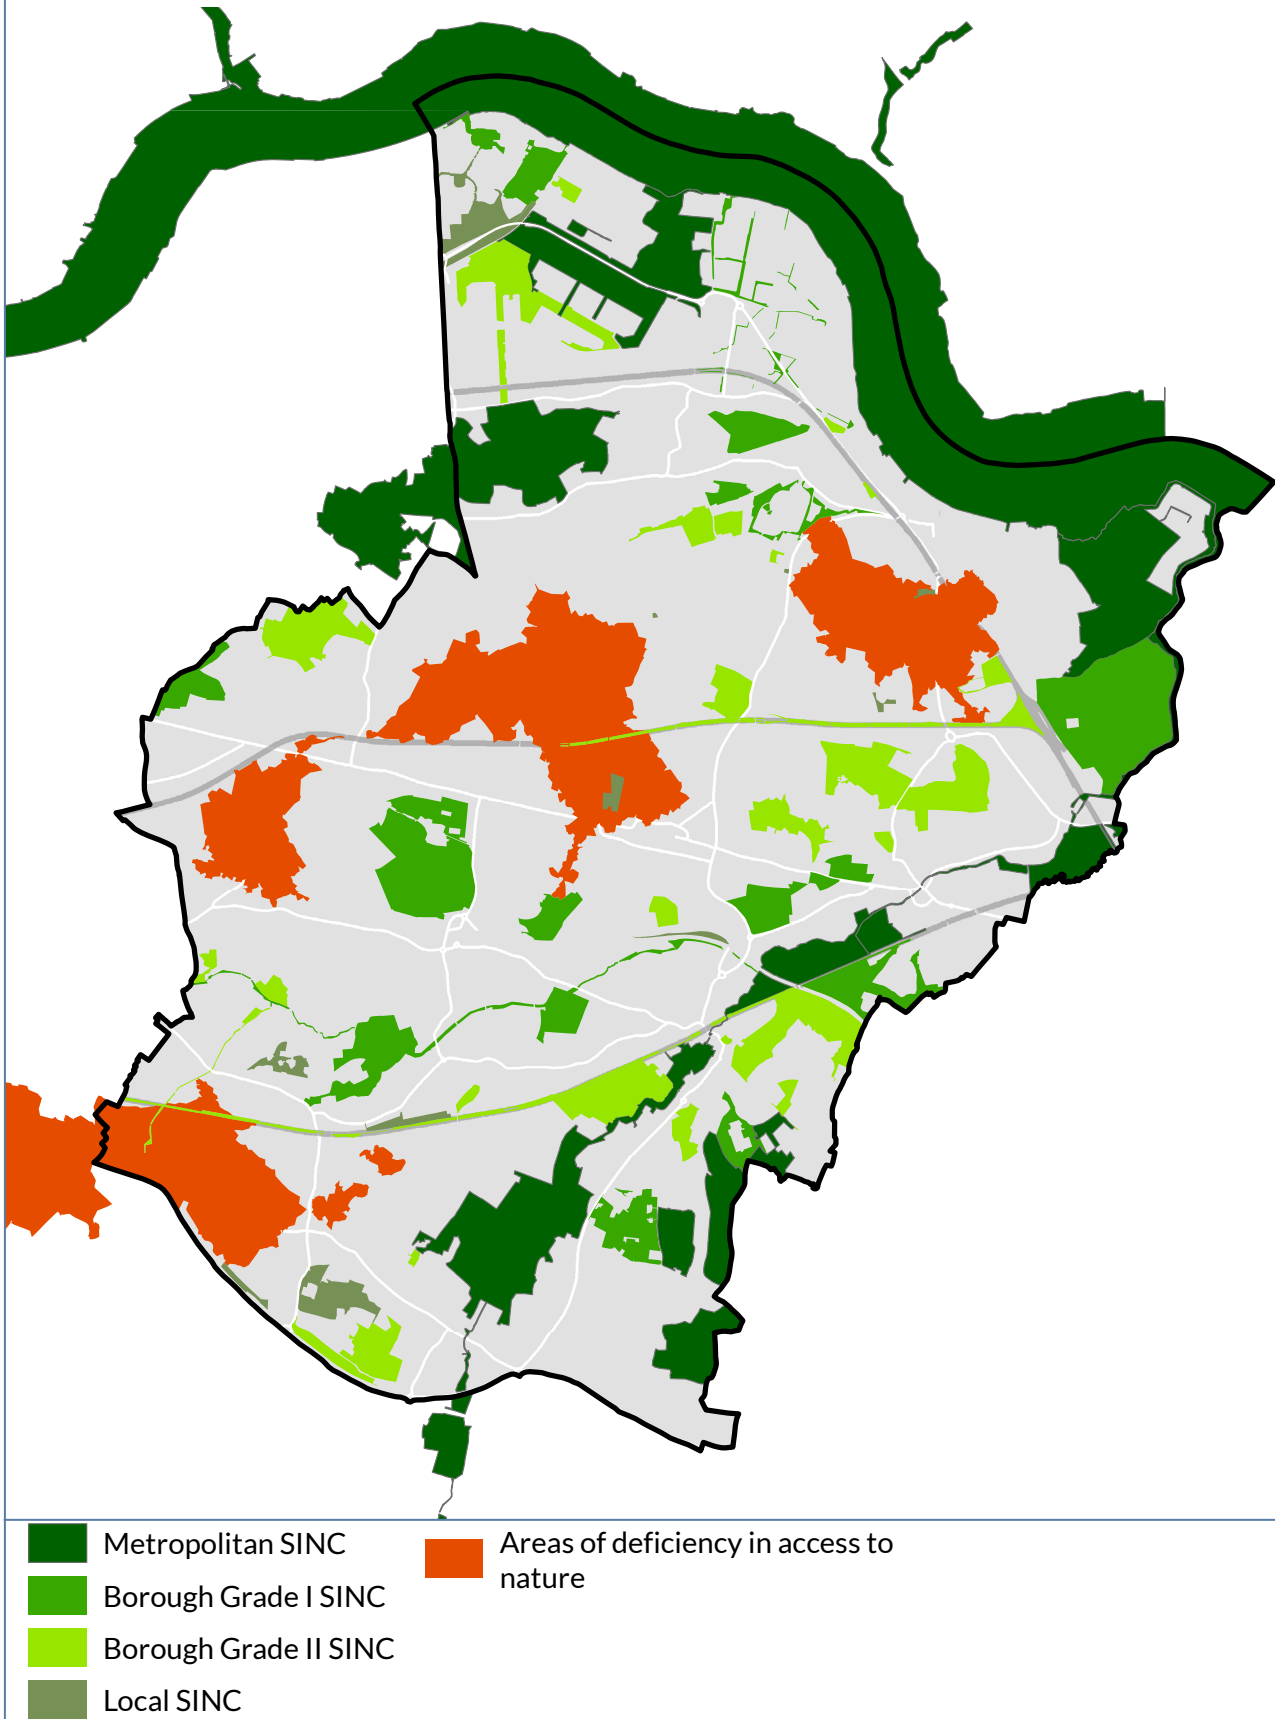 Metropolitan SINC
Borough Grade I SINC
Borough Grade II SINC
Local SINC
Areas of deficiency in access to
nature